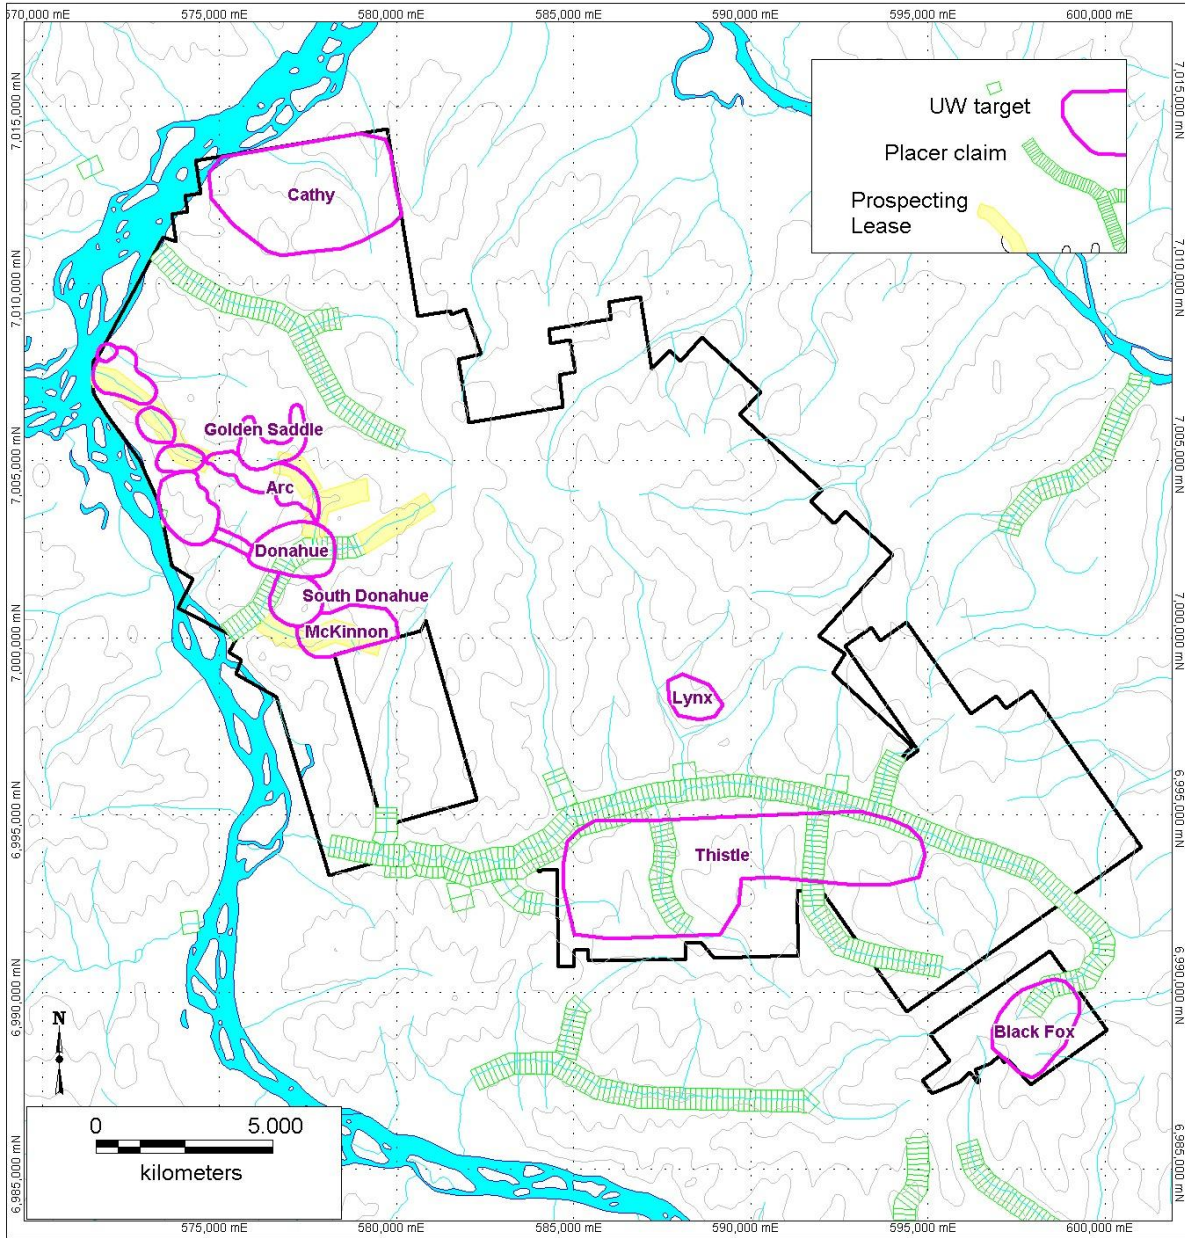 570,000 mE
575,000 mE
580,000 mE
585,000 mE
590,000 mE
595,000 mE
600,000 mE
7,015,000 mN
7,015,000 mN
UW target
Placer claim
Prospecting
Lease
Cathy
7,010,000 mN
7,010,000 mN
Golden Saddle
7,005,000 mN
7,005,000 mN
Arc
Donahue
South Donahue
McKinnon
7,000,000 mN
7,000,000 mN
Lynx
6,995,000 mN
6,995,000 mN
Thistle
6,990,000 mN
6,990,000 mN
Black Fox
N
0 5.000
kilometers
6,985,000 mN
6,985,000 mN
575,000 mE
580,000 mE
585,000 mE
590,000 mE
595,000 mE
600,000 mE